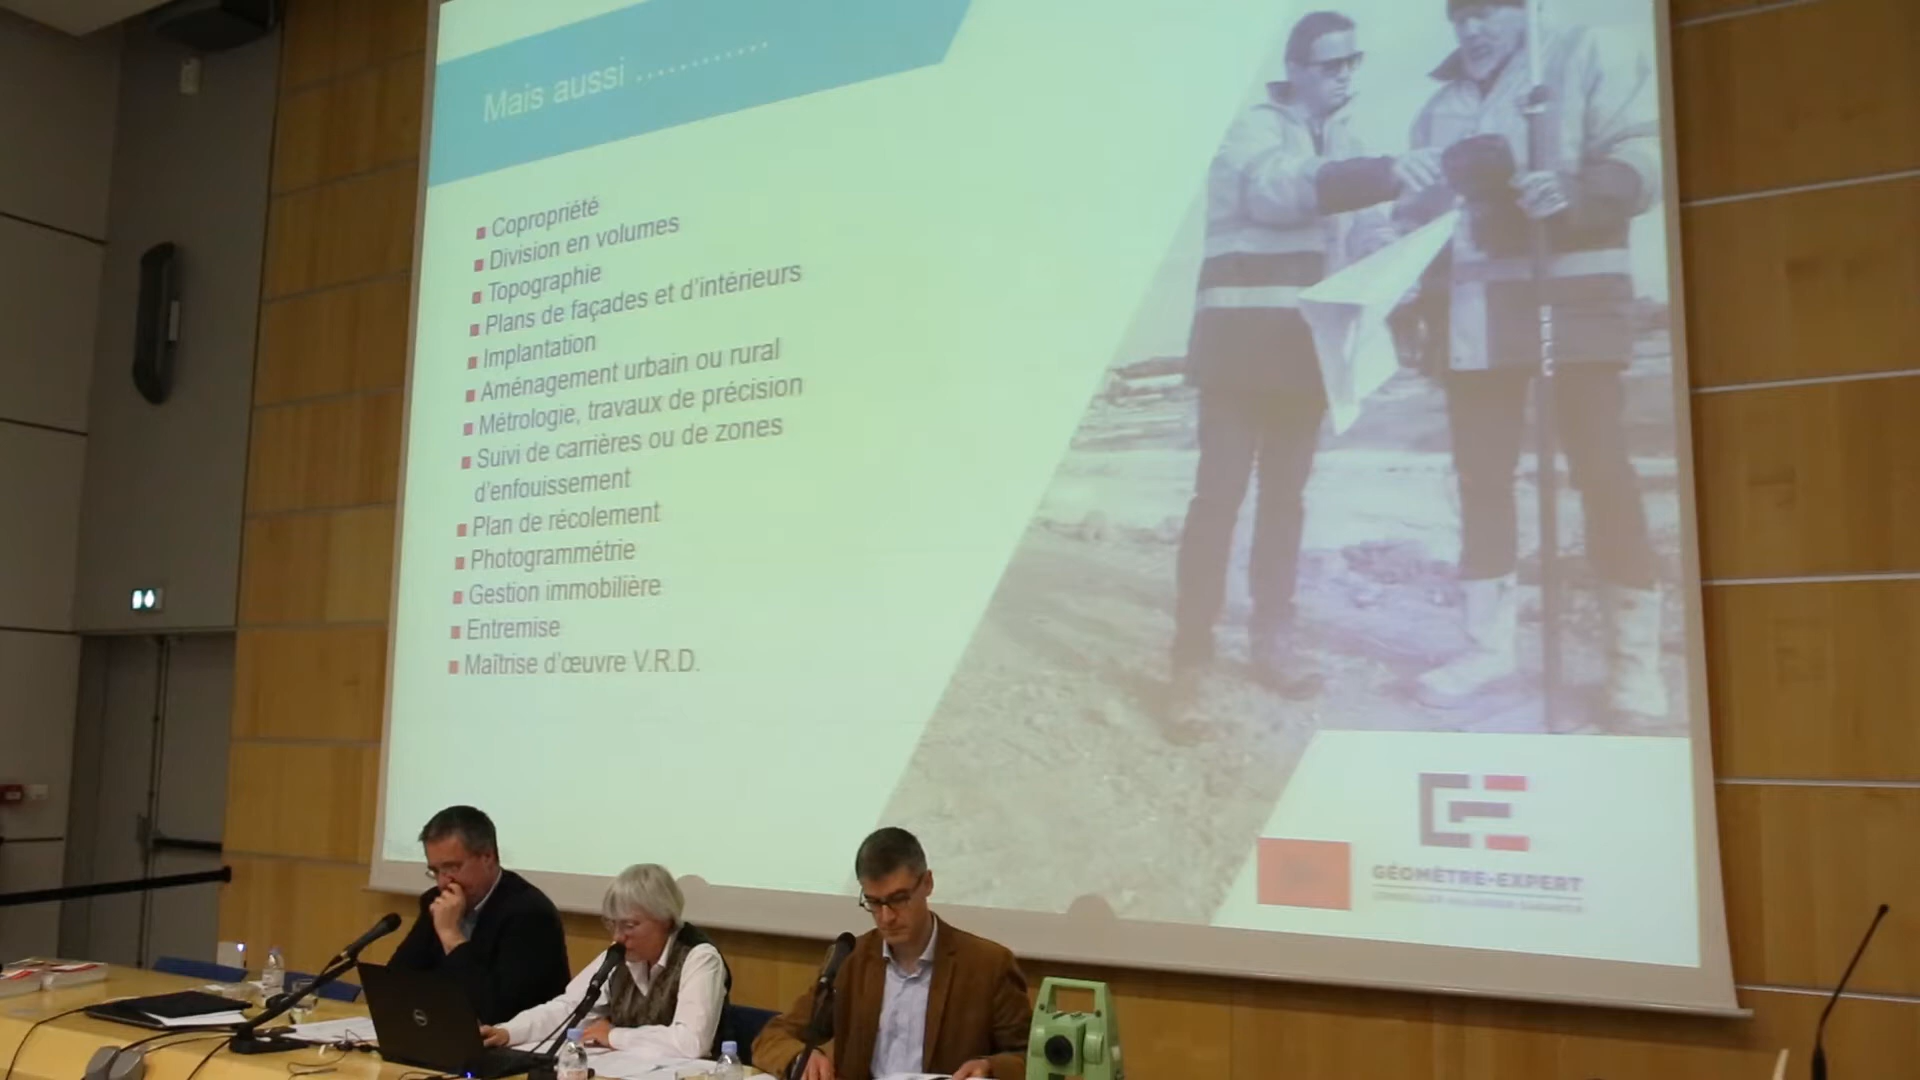 Mais aussi ............
Copropriété
Division en volumes
Topographie
Plans de façades et d'intérieurs
Implantation
Aménagement urbain ou rural
Métrologie, travaux de précision
Suivi de carrières ou de zones
d'enfouissement
Plan de récolement
Photogrammétrie
Gestion immobilière
Entremise
Maîtrise d'œuvre V.R.D.
GE
GÉOMÈTRE-EXPERT
DELL